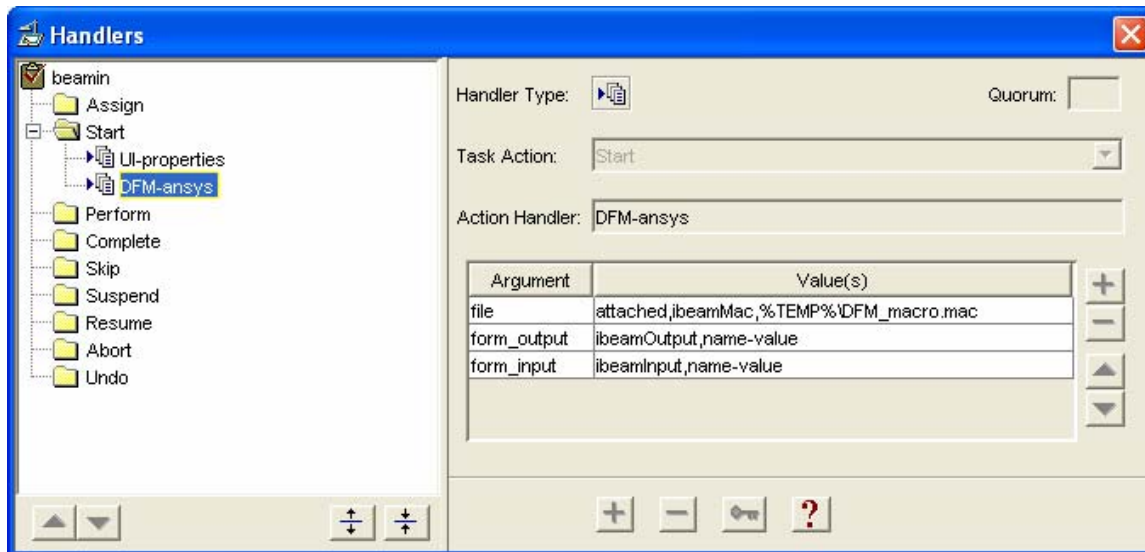 Handlers
beamin
Assign
Start
UI-properties
DFM-ansys
Perform
Complete
Skip
Suspend
Resume
Abort
Undo
Handler Type:
Quorum:
Task Action:
Start
Action Handler:
DFM-ansys
Argument Value(s)
file attached,ibeamMac,%TEMP%\DFM_macro.mac
form_output ibeamOutput,name-value
form_input ibeamInput,name-value
?